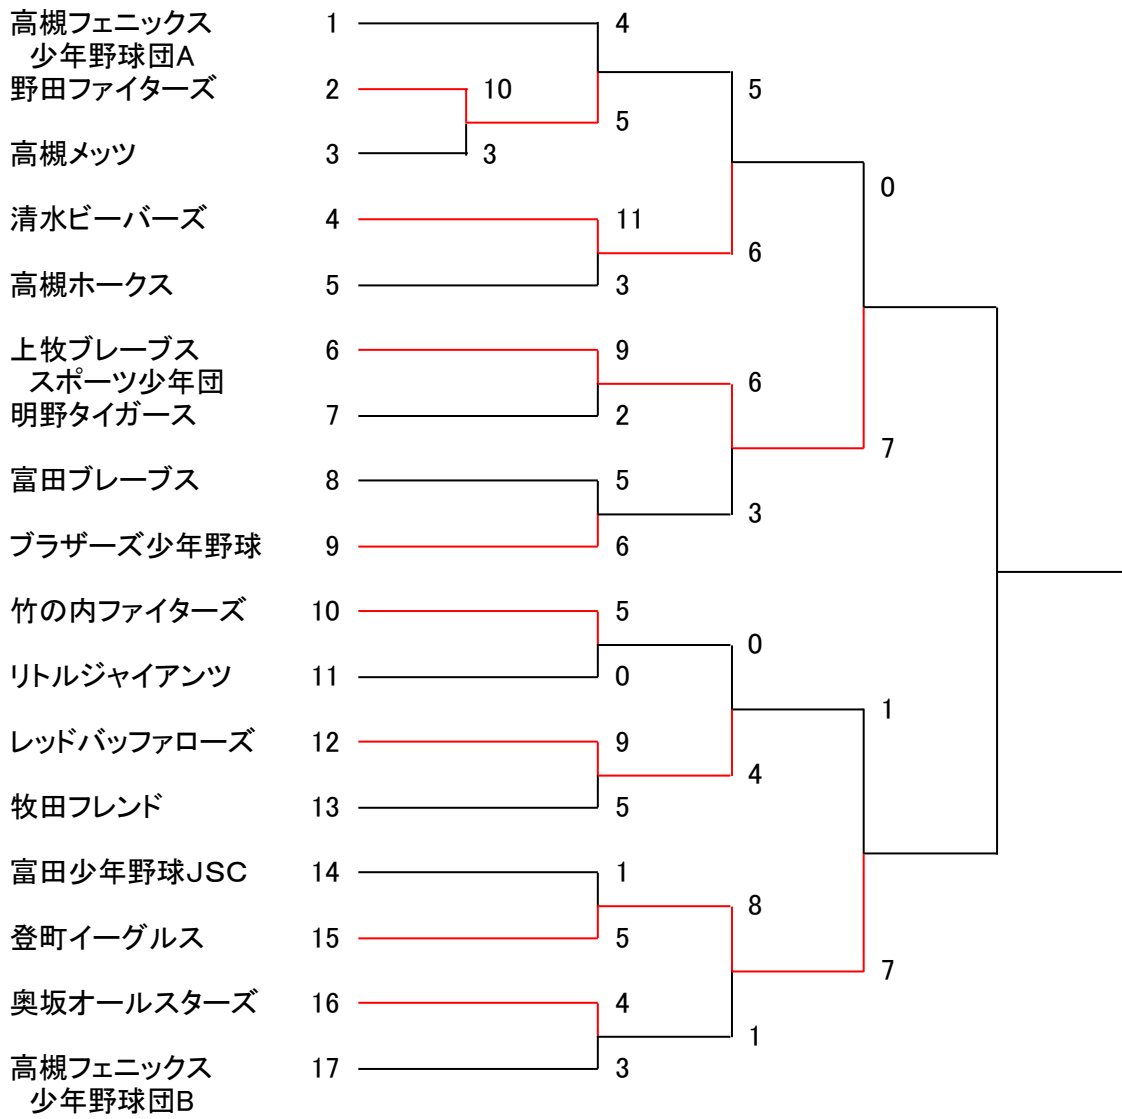 高槻フェニックス 1 4
少年野球団A
野田ファイターズ 2 10 5
5
高槻メッツ 3 3
0
清水ビーバーズ 4 11
6
高槻ホークス 5 3
上牧ブレーブス 6 9
スポーツ少年団 6
明野タイガース 7 2
7
富田ブレーブス 8 5
3
ブラザーズ少年野球 9 6
竹の内ファイターズ 10 5
0
リトルジャイアンツ 11 0
1
レッドバッファローズ 12 9
4
牧田フレンド 13 5
富田少年野球JSC 14 1
8
登町イーグルス 15 5
7
奥坂オールスターズ 16 4
1
高槻フェニックス 17 3
少年野球団B